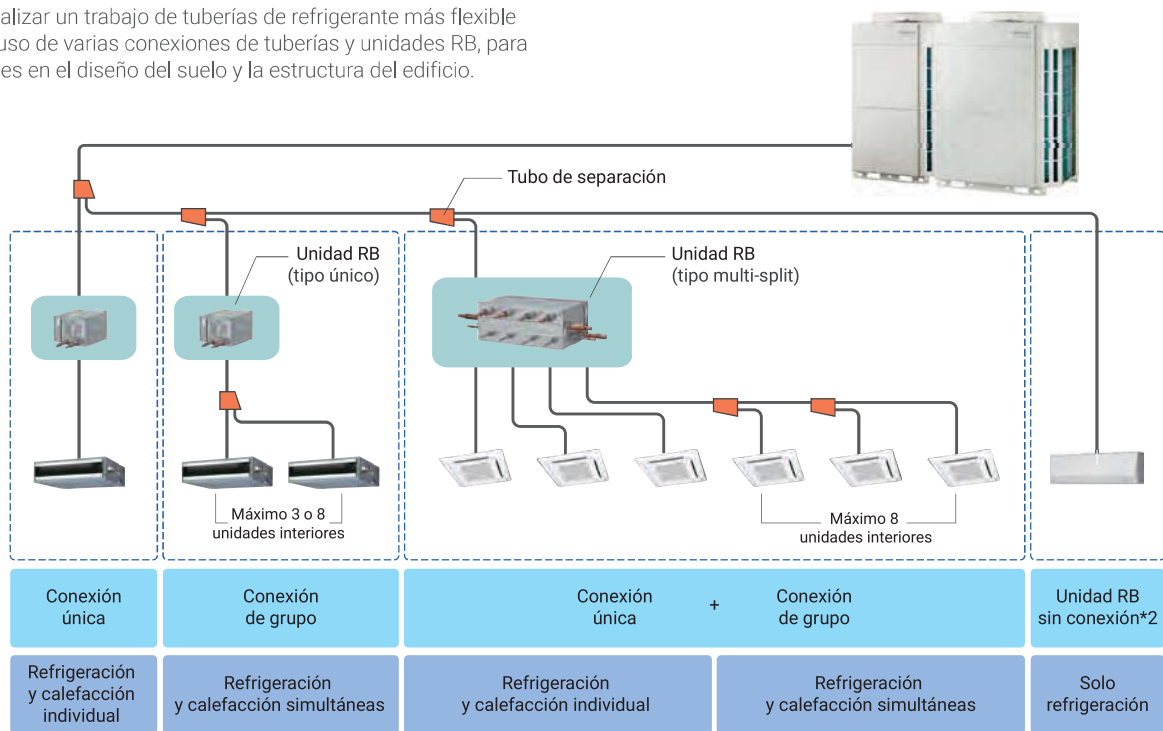 alizar un trabajo de tuberías de refrigerante más flexible
uso de varias conexiones de tuberías y unidades RB, para
es en el diseño del suelo y la estructura del edificio.
Tubo de separación
Unidad RB
(tipo único)
Unidad RB
(tipo multi-split)
Máximo 3 o 8
unidades interiores
Máximo 8
unidades interiores
Conexión
única
Conexión
de grupo
Conexión
única
+
Conexión
de grupo
Unidad RB
sin conexión*2
Refrigeración
y calefacción
individual
Refrigeración
y calefacción simultáneas
Refrigeración
y calefacción individual
Refrigeración
y calefacción simultáneas
Solo
refrigeración